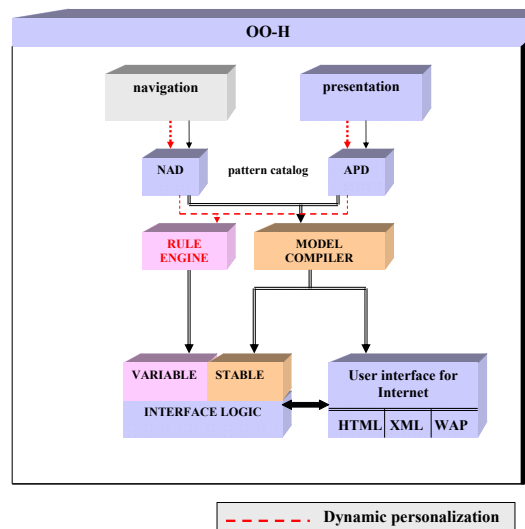 OO-H
navigation
presentation
NAD
pattern catalog
APD
RULE
ENGINE
MODEL
COMPILER
VARIABLE
STABLE
INTERFACE LOGIC
User interface for
Internet
HTML
XML
WAP
Dynamic personalization